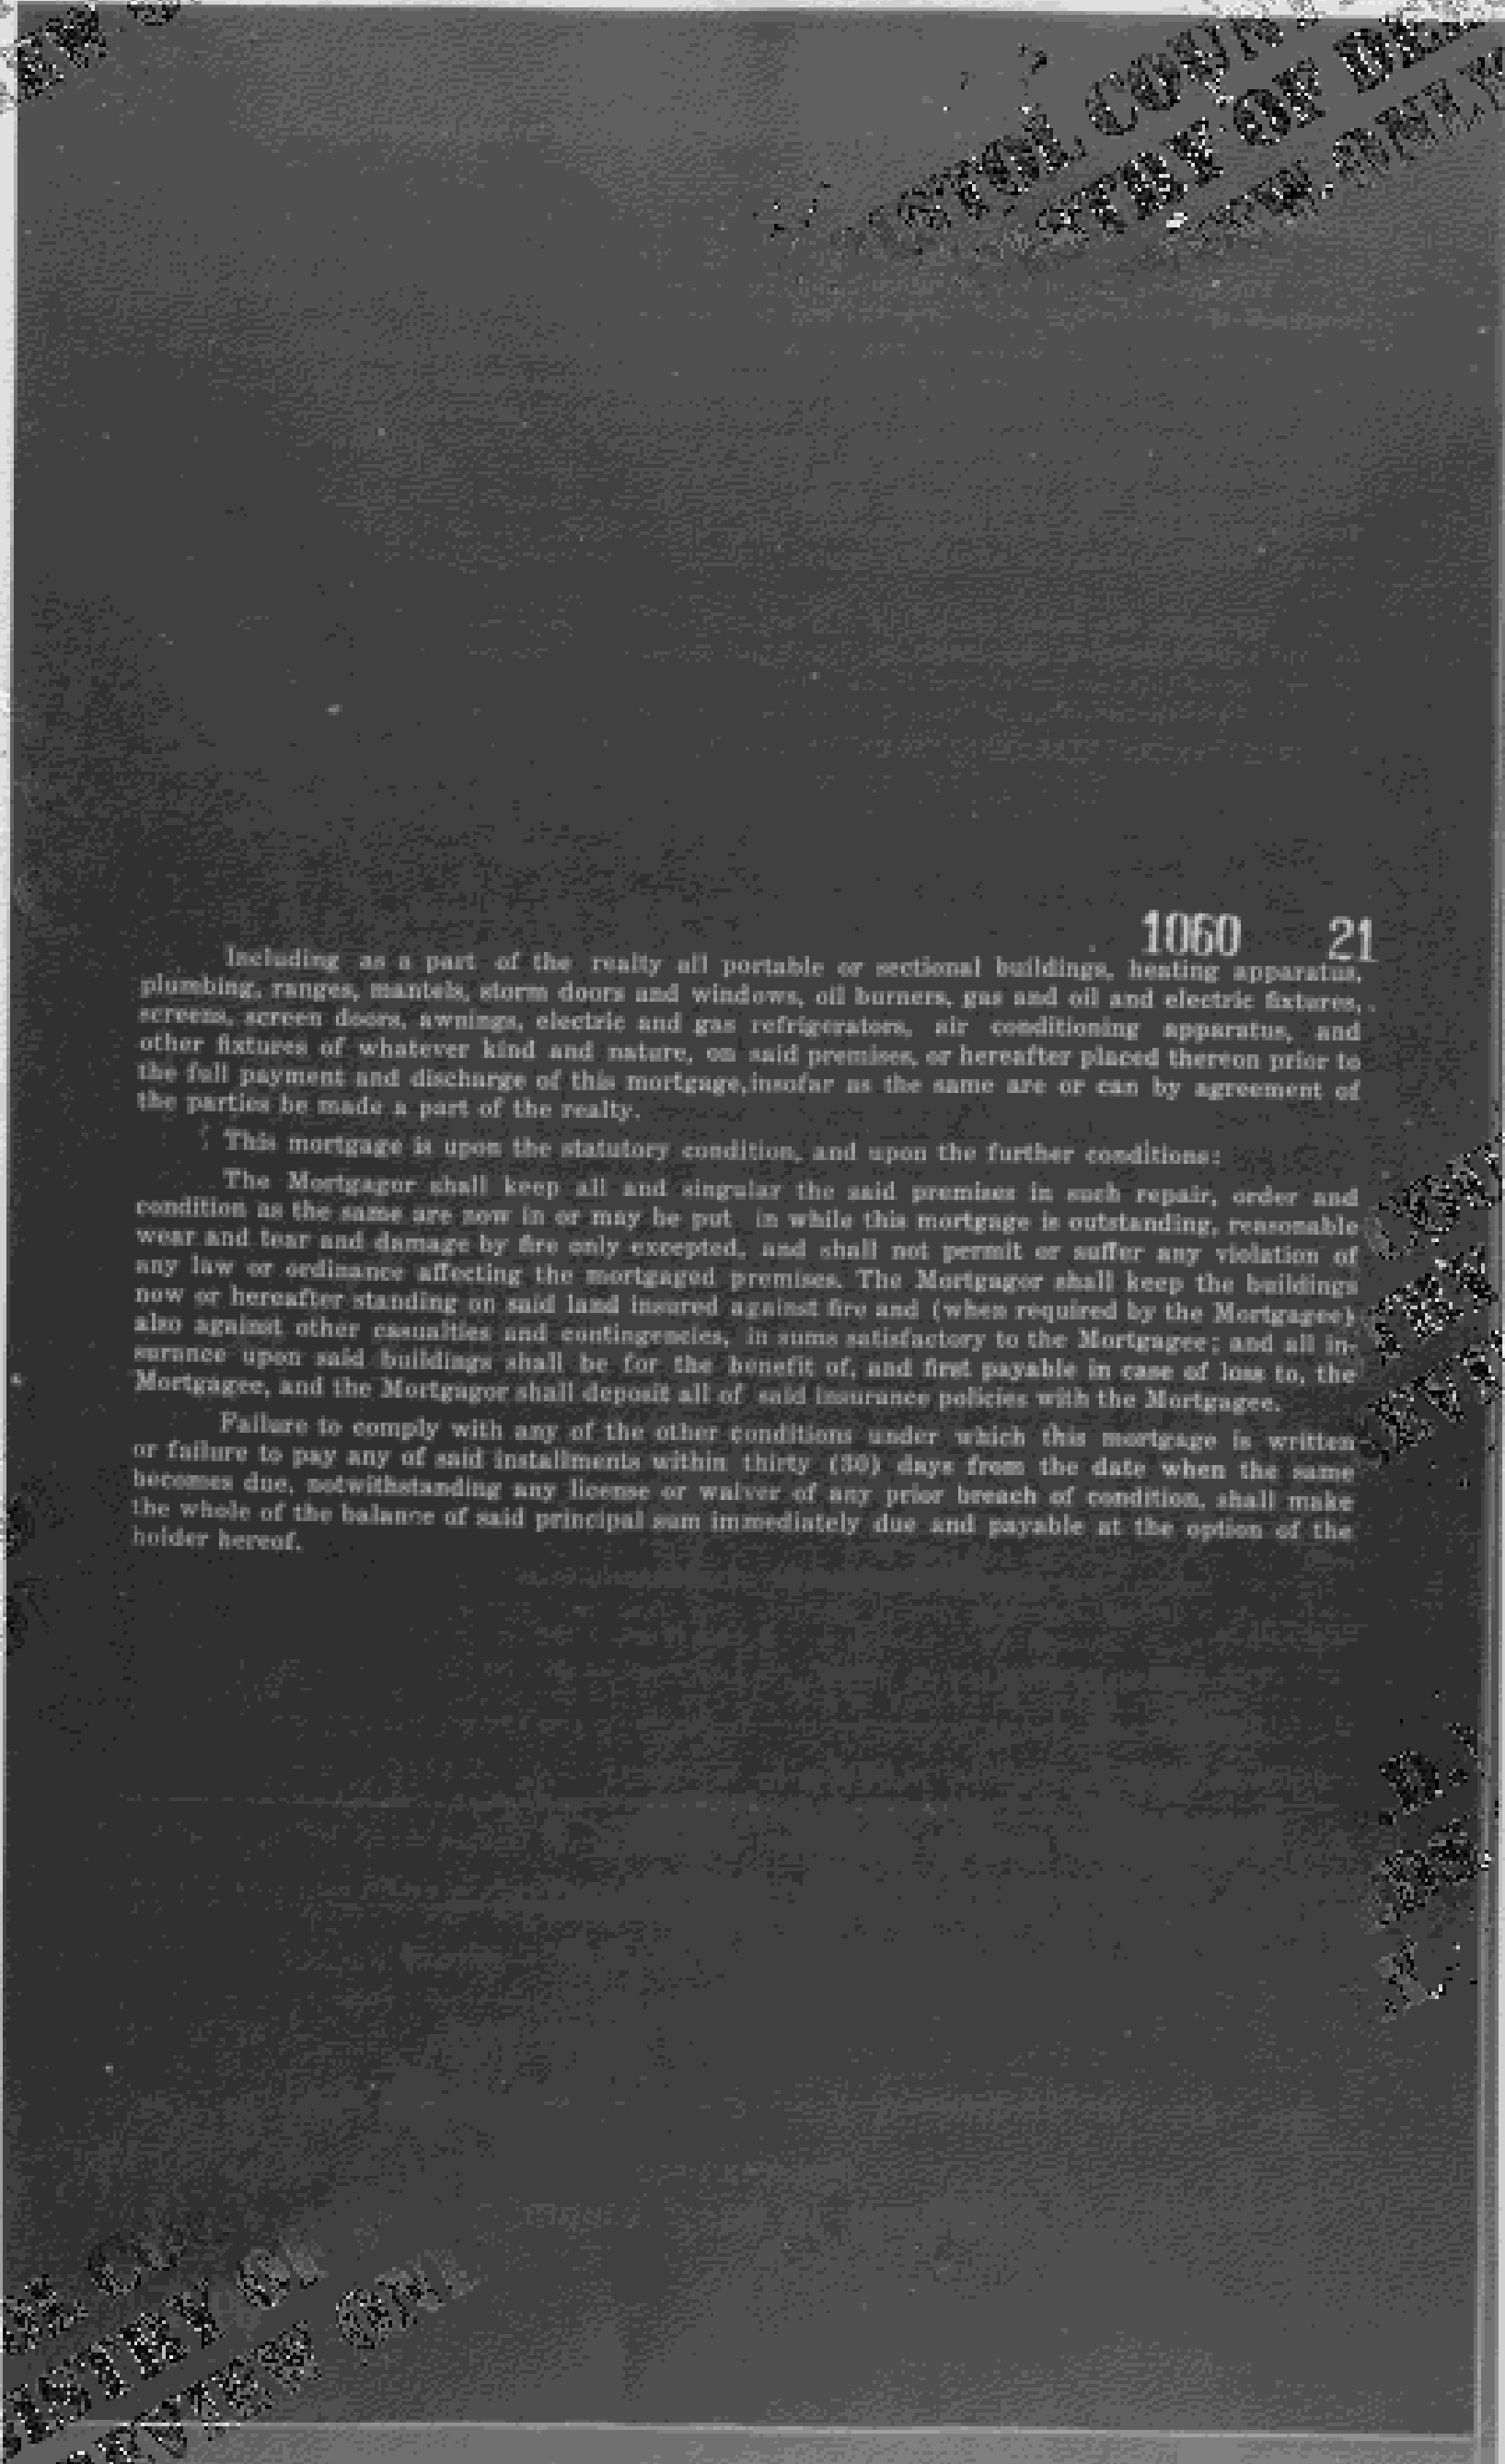 1060 21
Including as a part of the realty all portable or sectional buildings, heating apparatus,
plumbing, ranges, mantels, storm doors and windows, oil burners, gas and oil and electric fixtures,
screens, screen doors, awnings, electric and gas refrigerators, air conditioning apparatus, and
other fixtures of whatever kind and nature, on said premises, or hereafter placed thereon prior to
the full payment and discharge of this mortgage, insofar as the same are or can by agreement of
the parties be made a part of the realty.
This mortgage is upon the statutory condition, and upon the further conditions:
The Mortgagor shall keep all and singular the said premises in such repair, order and
condition as the same are now in or may be put in while this mortgage is outstanding, reasonable
wear and tear and damage by fire only excepted, and shall not permit or suffer any violation of
any law or ordinance affecting the mortgaged premises. The Mortgagor shall keep the buildings
now or hereafter standing on said land insured against fire and (when required by the Mortgagee)
also against other casualties and contingencies, in sums satisfactory to the Mortgagee; and all in-
surance upon said buildings shall be for the benefit of, and first payable in case of loss to, the
Mortgagee, and the Mortgagor shall deposit all of said insurance policies with the Mortgagee.
Failure to comply with any of the other conditions under which this mortgage is written
or failure to pay any of said installments within thirty (30) days from the date when the same
becomes due, notwithstanding any license or waiver of any prior breach of condition, shall make
the whole of the balance of said principal sum immediately due and payable at the option of the
holder hereof.